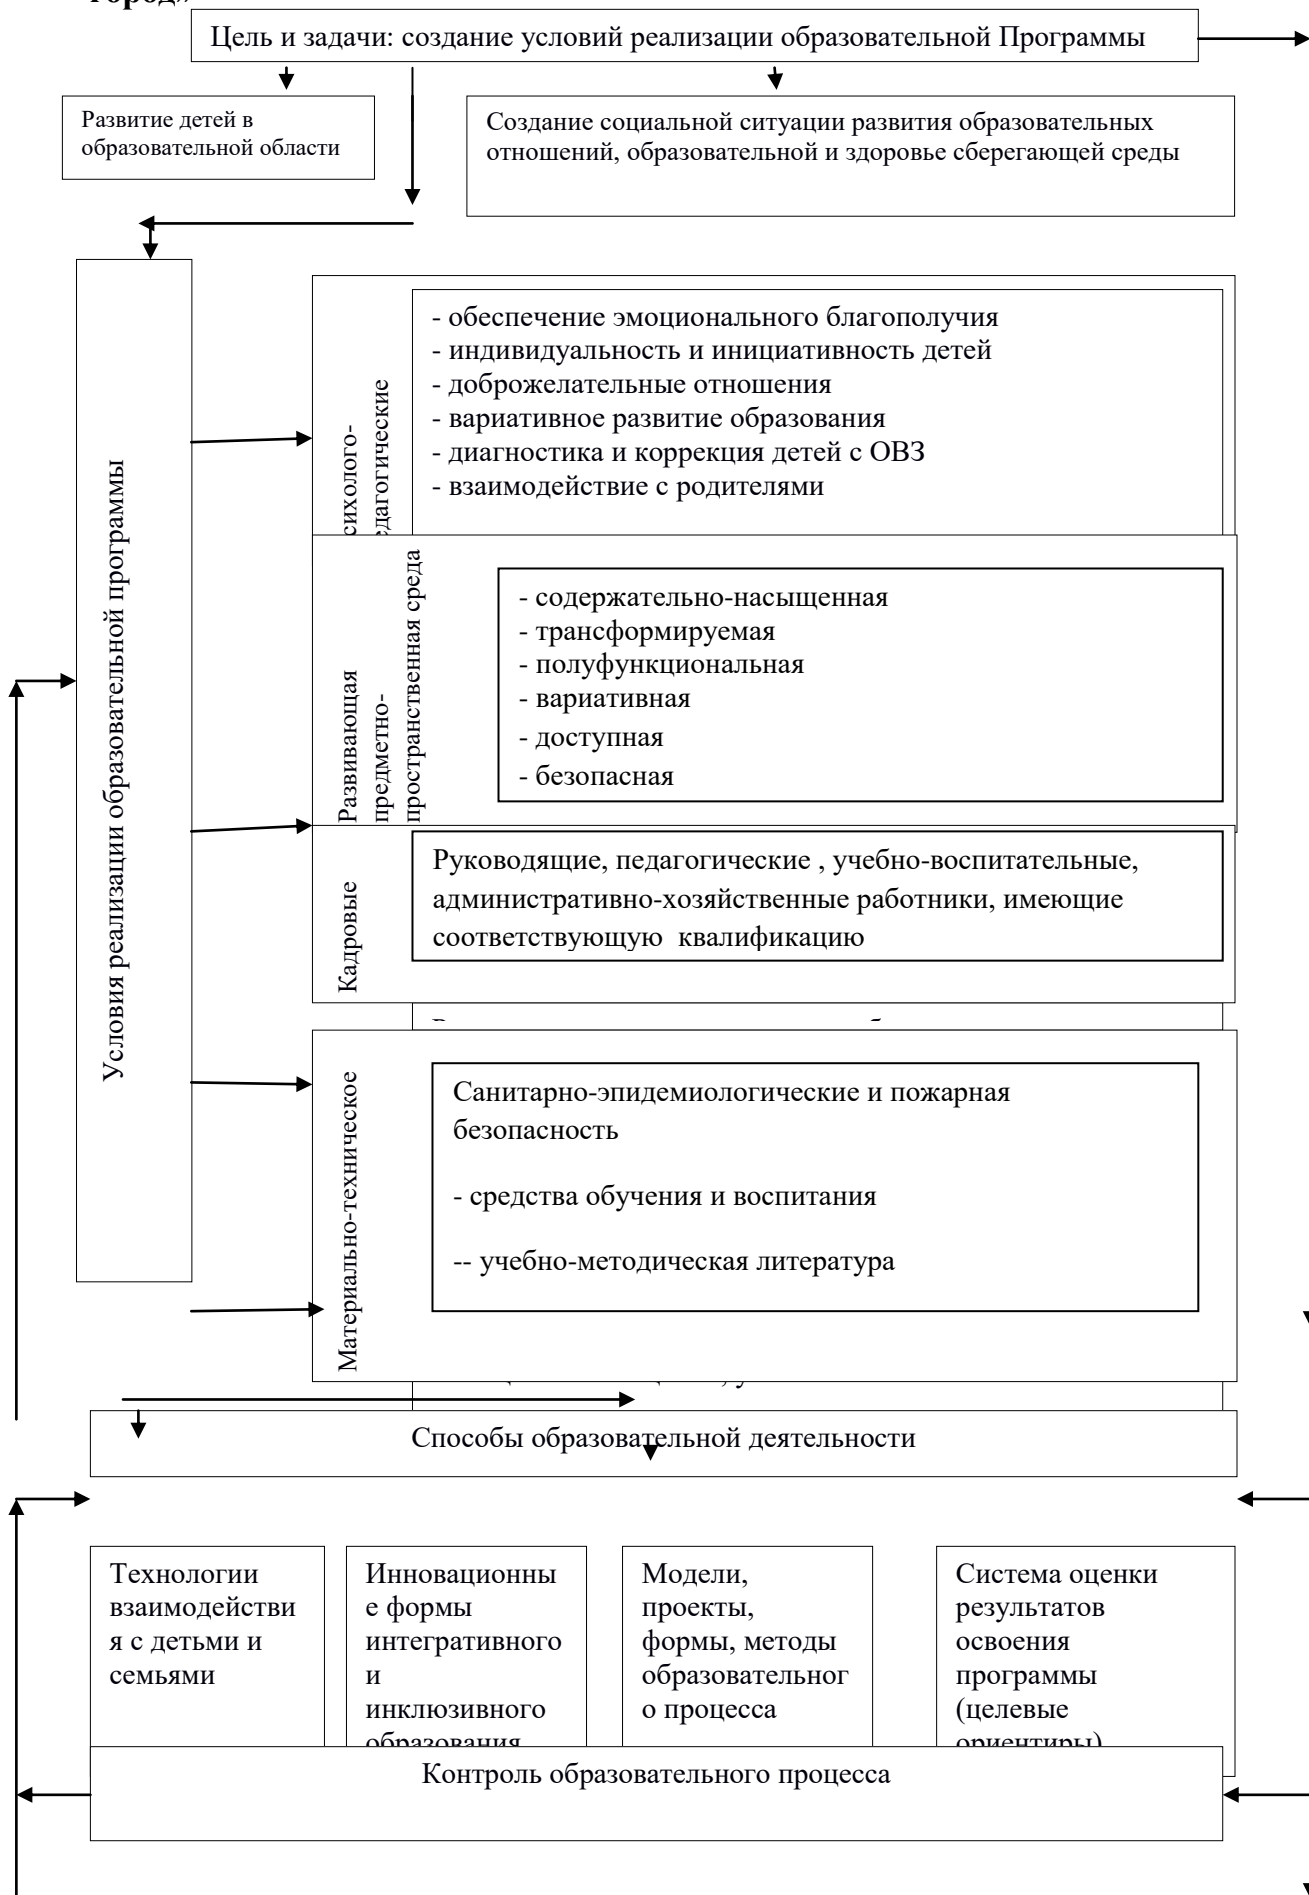 Цель и задачи: создание условий реализации образовательной Программы
Развитие детей в
образовательной области
Создание социальной ситуации развития образовательных
отношений, образовательной и здоровье сберегающей среды
Условия реализации образовательной программы
сихолого-
едагогические
- обеспечение эмоционального благополучия
- индивидуальность и инициативность детей
- доброжелательные отношения
- вариативное развитие образования
- диагностика и коррекция детей с ОВЗ
- взаимодействие с родителями
Развивающая
предметно-
пространственная среда
- содержательно-насыщенная
- трансформируемая
- полуфункциональная
- вариативная
- доступная
- безопасная
Кадровые
Руководящие, педагогические , учебно-воспитательные,
административно-хозяйственные работники, имеющие
соответствующую квалификацию
Материально-техническое
Санитарно-эпидемиологические и пожарная
безопасность
- средства обучения и воспитания
-- учебно-методическая литература
Способы образовательной деятельности
Технологии
взаимодействи
я с детьми и
семьями
Инновационны
е формы
интегративного
и
инклюзивного
образования
Модели,
проекты,
формы, методы
образовательног
о процесса
Система оценки
результатов
освоения
программы
(целевые
ориентиры)
Контроль образовательного процесса